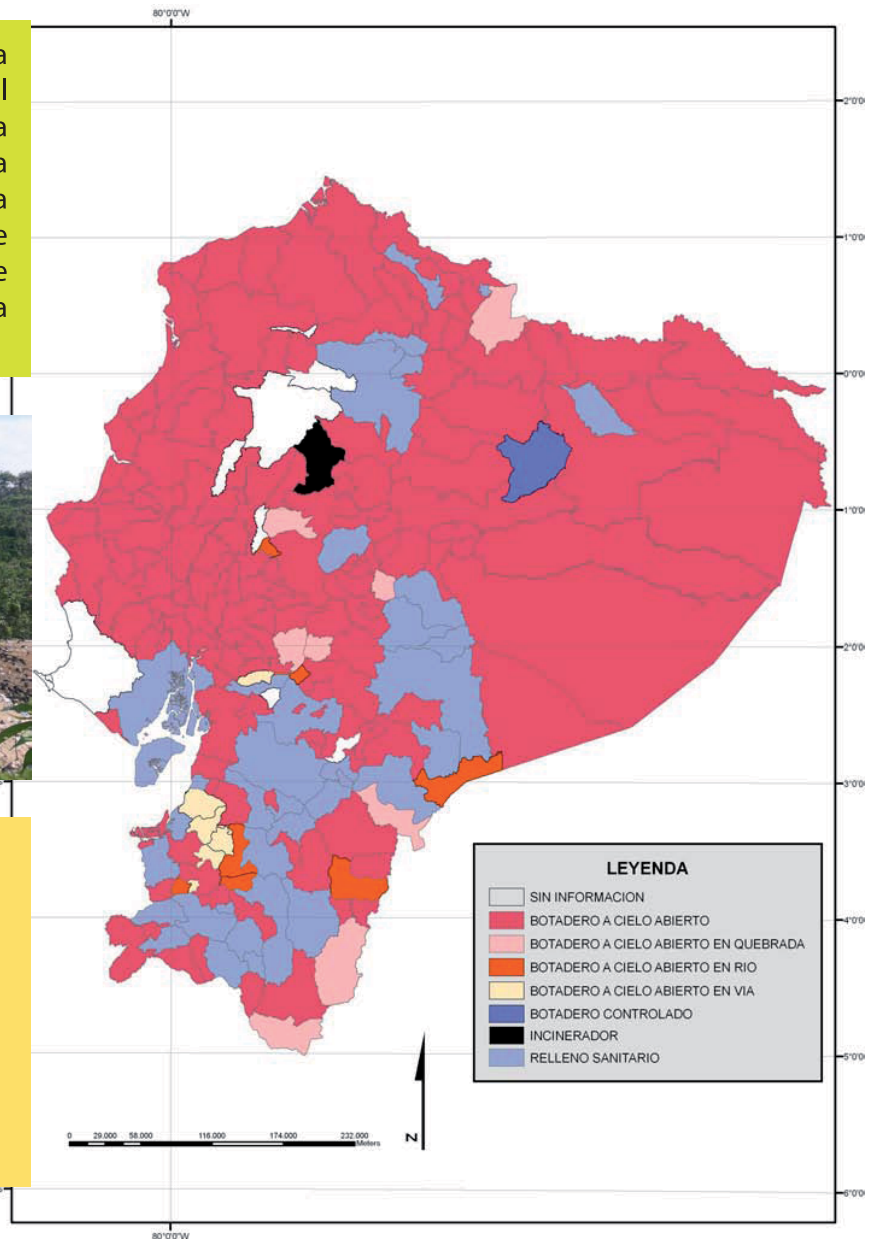 80°0'0"W
a
l
a
a
a
e
e
a
2°0'0
1°0'0
0°0'0
1°0'0
2°0'0
3°0'0
4°0'0
5°0'0
6°0'0
LEYENDA
SIN INFORMACION
BOTADERO A CIELO ABIERTO
BOTADERO A CIELO ABIERTO EN QUEBRADA
BOTADERO A CIELO ABIERTO EN RIO
BOTADERO A CIELO ABIERTO EN VIA
BOTADERO CONTROLADO
INCINERADOR
RELLENO SANITARIO
0 29.000 58.000 116.000 174.000 232.000
Meters
N
80°0'0"W